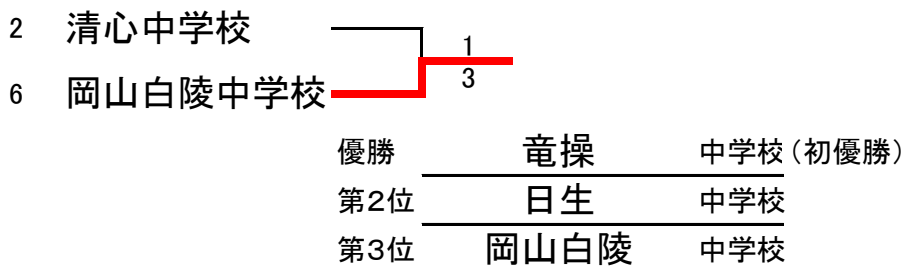 2 清心中学校
1
3
6 岡山白陵中学校
優勝 竜操 中学校（初優勝）
第2位 日生 中学校
第3位 岡山白陵 中学校